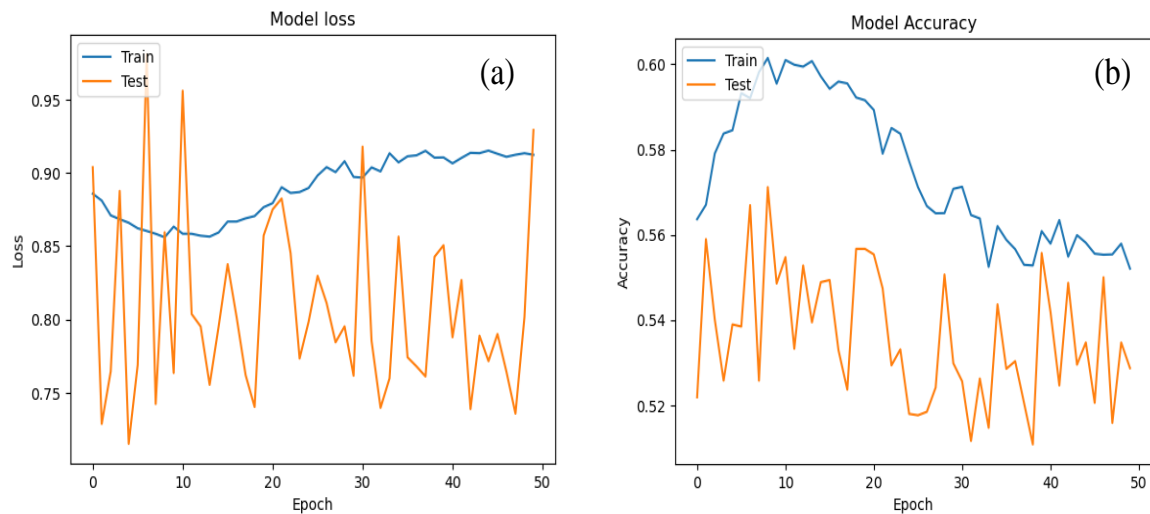 Model loss
Train
Test
(a)
0.95
0.90
0.85
0.80
0.75
Loss
0
10
20
30
40
50
Epoch
Model Accuracy
Train
Test
(b)
0.60
0.58
0.56
0.54
0.52
Accuracy
0
10
20
30
40
50
Epoch